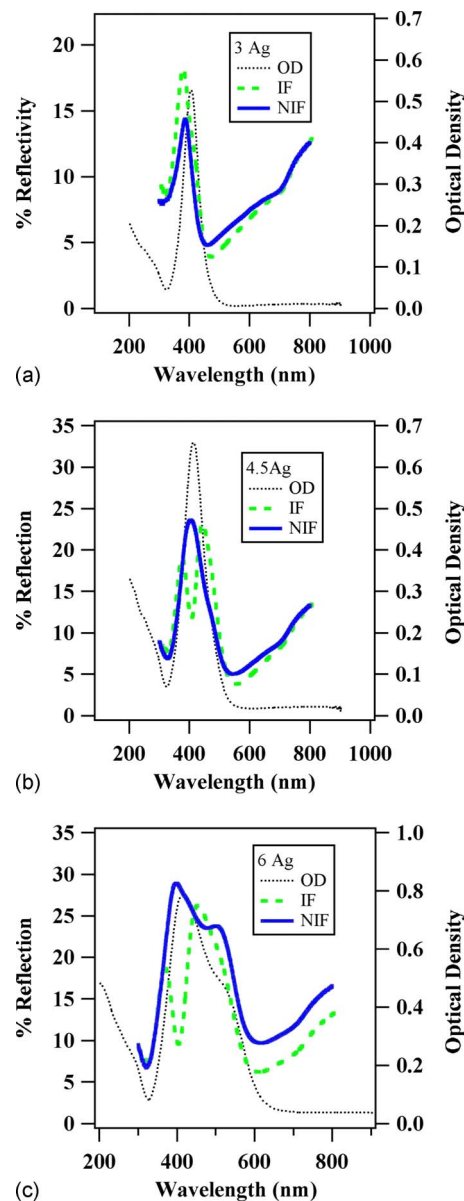 3 Ag
OD
IF
NIF
% Reflectivity
20
15
10
5
0
0.7
0.6
0.5
0.4
0.3
0.2
0.1
0.0
Optical Density
200 400 600 800 1000
Wavelength (nm)
(a)
4.5Ag
OD
IF
NIF
% Reflection
35
30
25
20
15
10
5
0
0.7
0.6
0.5
0.4
0.3
0.2
0.1
0.0
Optical Density
200 400 600 800 1000
Wavelength (nm)
(b)
6 Ag
OD
IF
NIF
% Reflection
35
30
25
20
15
10
5
0
1.0
0.8
0.6
0.4
0.2
0.0
Optical Density
200 400 600 800
Wavelength (nm)
(c)